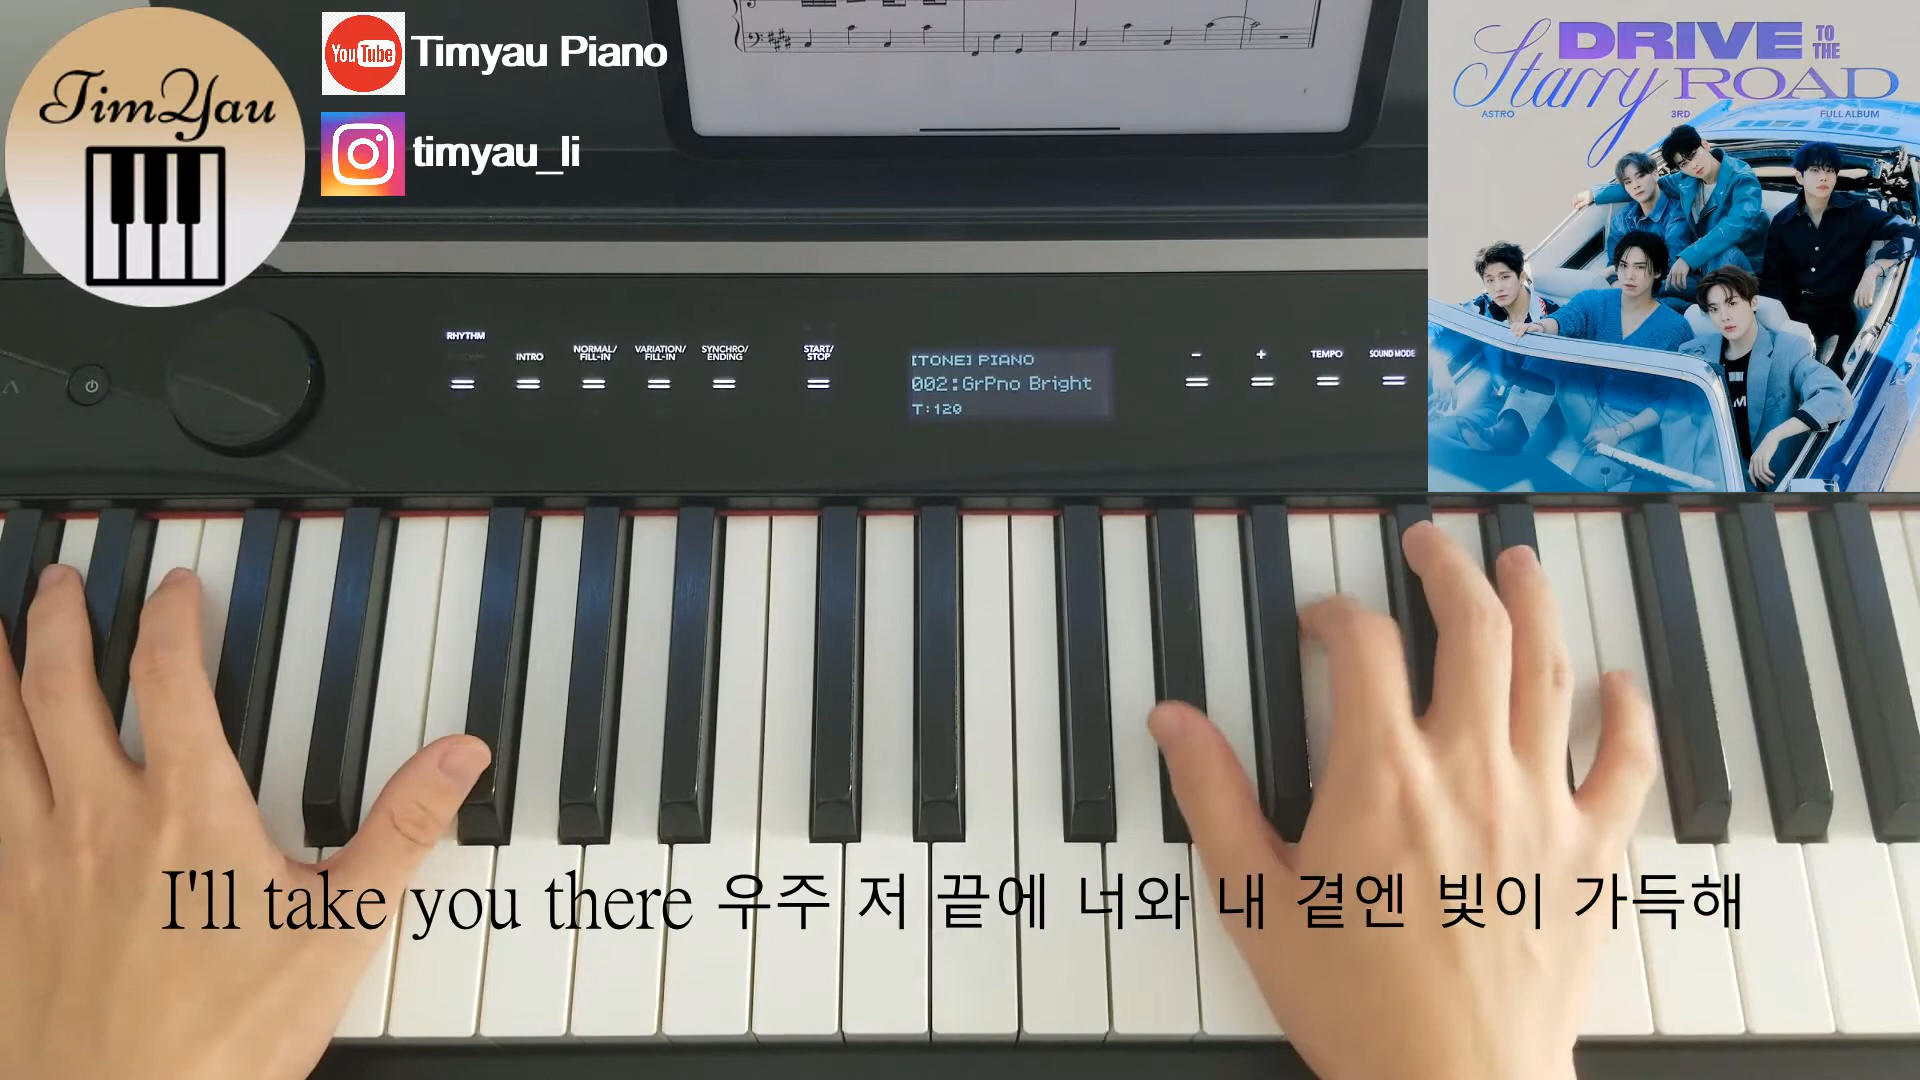 TimYau
YouTube
Timyau Piano
timyau_li
DRIVE
TO
THE
Starry ROAD
ASTRO
3RD
FULL ALBUM
RHYTHM
INTRO
NORMAL/
FILL-IN
VARIATION/
FILL-IN
SYNCHRO/
ENDING
START/
STOP
[TONE] PIANO
002:GrPno Bright
T:120
-
+
TEMPO
SOUND MODE
I'll take you there 우주 저 끝에 너와 내 곁엔 빛이 가득해